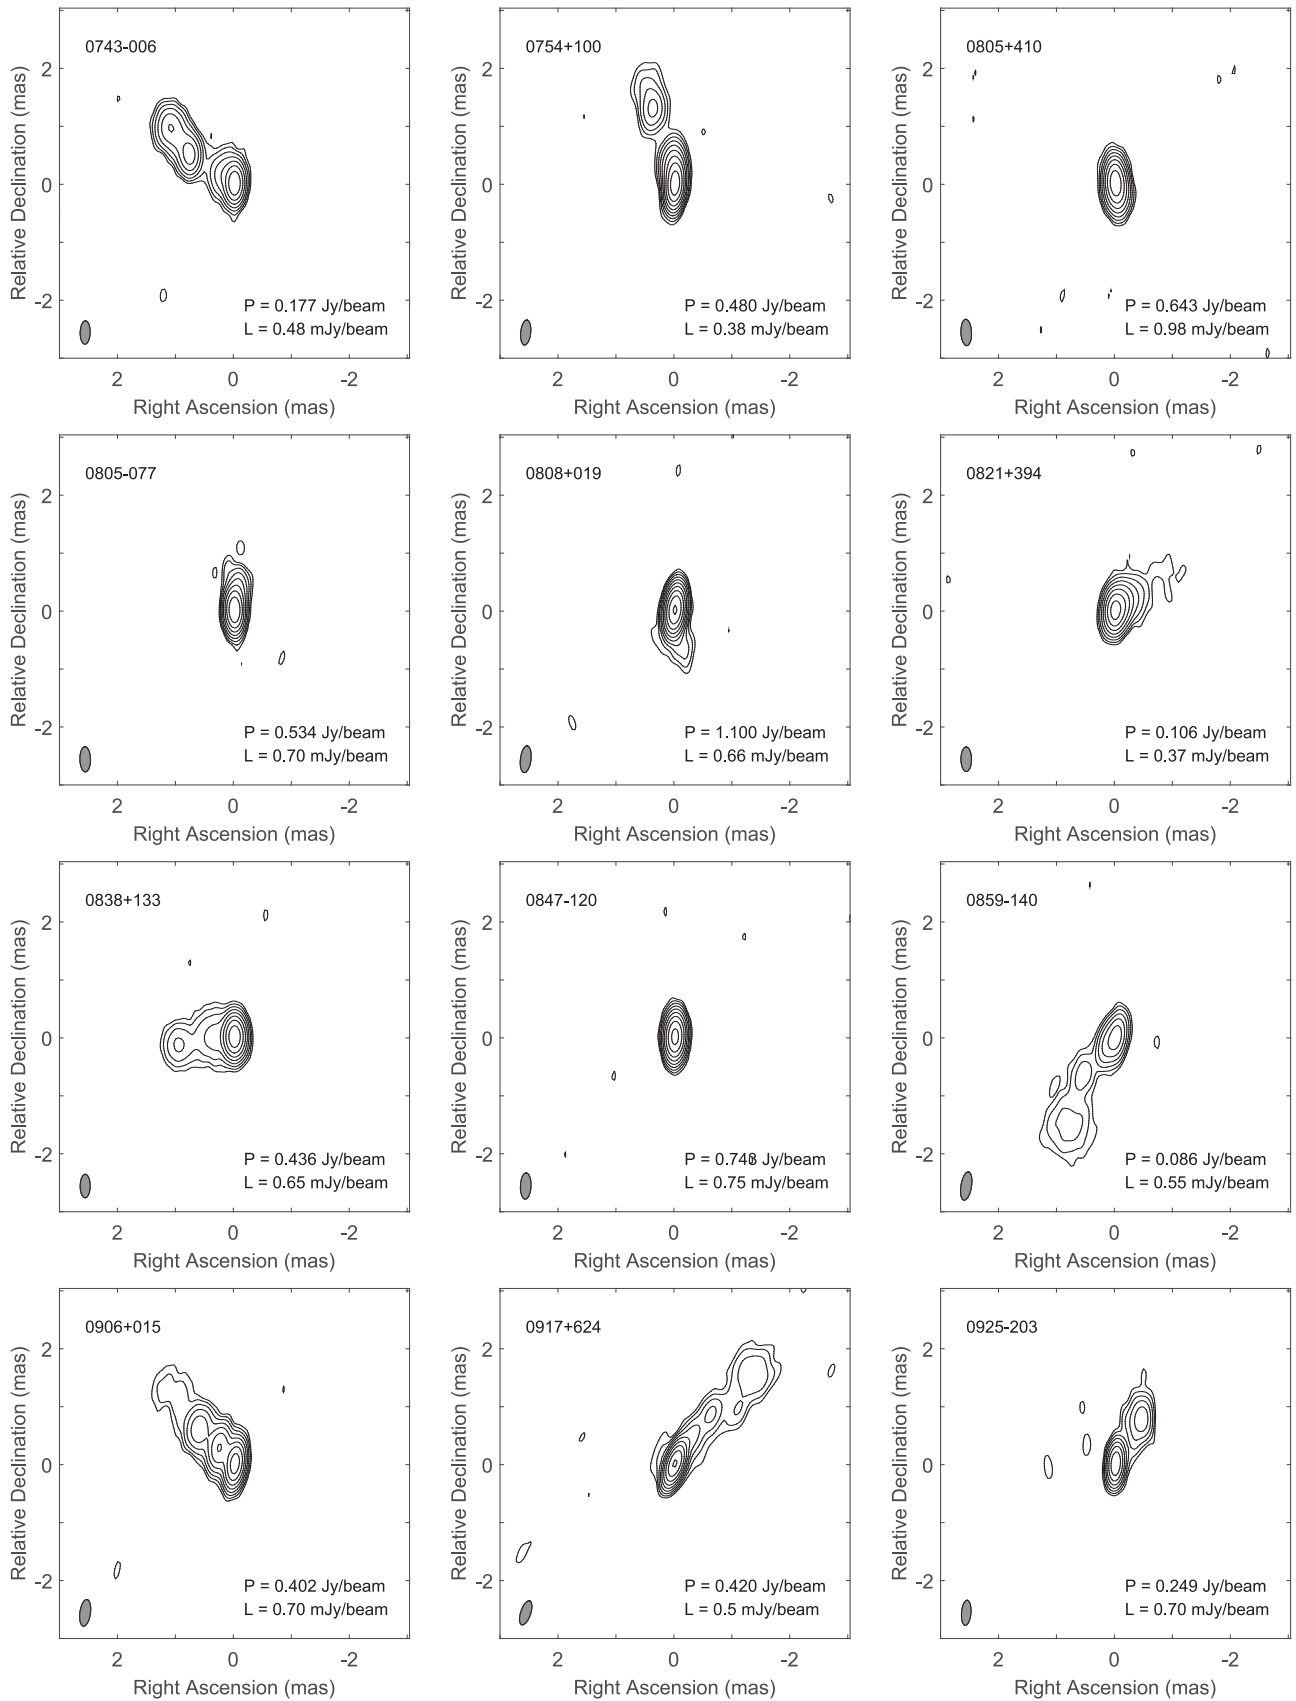 0743-006
2
0
-2
Relative Declination (mas)
P = 0.177 Jy/beam
L = 0.48 mJy/beam
2 0 -2
Right Ascension (mas)
0754+100
2
0
-2
Relative Declination (mas)
P = 0.480 Jy/beam
L = 0.38 mJy/beam
2 0 -2
Right Ascension (mas)
0805+410
2
0
-2
Relative Declination (mas)
P = 0.643 Jy/beam
L = 0.98 mJy/beam
2 0 -2
Right Ascension (mas)
0805-077
2
0
-2
Relative Declination (mas)
P = 0.534 Jy/beam
L = 0.70 mJy/beam
2 0 -2
Right Ascension (mas)
0808+019
2
0
-2
Relative Declination (mas)
P = 1.100 Jy/beam
L = 0.66 mJy/beam
2 0 -2
Right Ascension (mas)
0821+394
2
0
-2
Relative Declination (mas)
P = 0.106 Jy/beam
L = 0.37 mJy/beam
2 0 -2
Right Ascension (mas)
0838+133
2
0
-2
Relative Declination (mas)
P = 0.436 Jy/beam
L = 0.65 mJy/beam
2 0 -2
Right Ascension (mas)
0847-120
2
0
-2
Relative Declination (mas)
P = Jy/beam
L = 0.75 mJy/beam
2 0 -2
Right Ascension (mas)
0859-140
2
0
-2
Relative Declination (mas)
P = 0.086 Jy/beam
L = 0.55 mJy/beam
2 0 -2
Right Ascension (mas)
0906+015
2
0
-2
Relative Declination (mas)
P = 0.402 Jy/beam
L = 0.70 mJy/beam
2 0 -2
Right Ascension (mas)
0917+624
2
0
-2
Relative Declination (mas)
P = 0.420 Jy/beam
L = 0.5 mJy/beam
2 0 -2
Right Ascension (mas)
0925-203
2
0
-2
Relative Declination (mas)
P = 0.249 Jy/beam
L = 0.70 mJy/beam
2 0 -2
Right Ascension (mas)